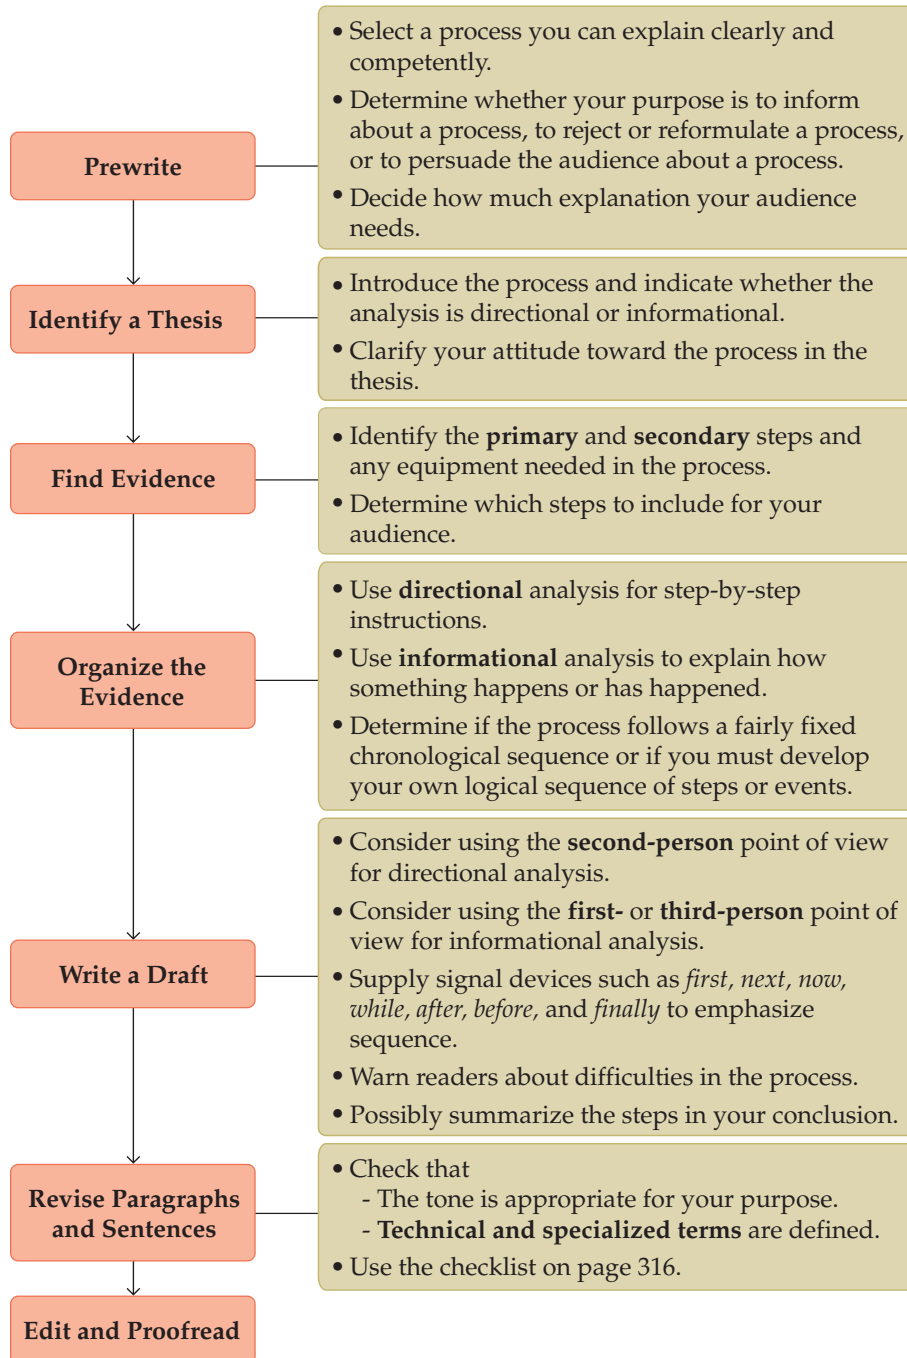 Prewrite
• Select a process you can explain clearly and
competently.
• Determine whether your purpose is to inform
about a process, to reject or reformulate a process,
or to persuade the audience about a process.
• Decide how much explanation your audience
needs.
Identify a Thesis
• Introduce the process and indicate whether the
analysis is directional or informational.
• Clarify your attitude toward the process in the
thesis.
Find Evidence
• Identify the primary and secondary steps and
any equipment needed in the process.
• Determine which steps to include for your
audience.
Organize the
Evidence
• Use directional analysis for step-by-step
instructions.
• Use informational analysis to explain how
something happens or has happened.
• Determine if the process follows a fairly fixed
chronological sequence or if you must develop
your own logical sequence of steps or events.
Write a Draft
• Consider using the second-person point of view
for directional analysis.
• Consider using the first- or third-person point of
view for informational analysis.
• Supply signal devices such as first, next, now,
while, after, before, and finally to emphasize
sequence.
• Warn readers about difficulties in the process.
• Possibly summarize the steps in your conclusion.
Revise Paragraphs
and Sentences
• Check that
- The tone is appropriate for your purpose.
- Technical and specialized terms are defined.
• Use the checklist on page 316.
Edit and Proofread